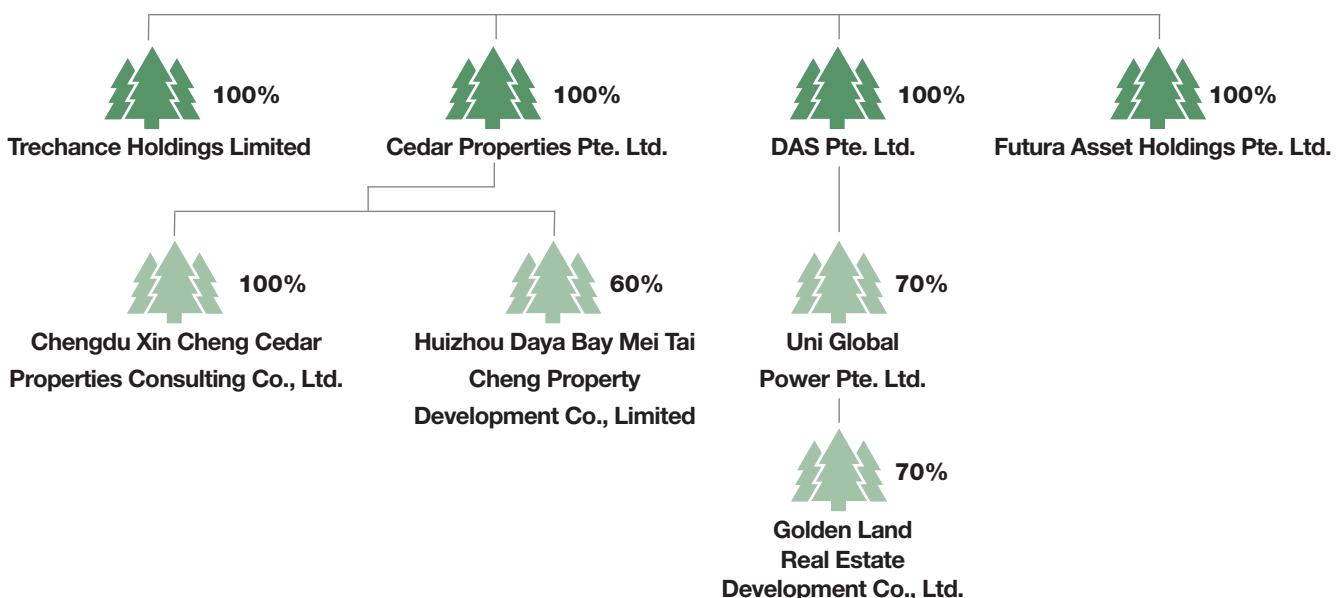 100%
Trechance Holdings Limited
100%
Cedar Properties Pte. Ltd.
100%
DAS Pte. Ltd.
100%
Futura Asset Holdings Pte. Ltd.
100%
Chengdu Xin Cheng Cedar
Properties Consulting Co., Ltd.
60%
Huizhou Daya Bay Mei Tai
Cheng Property
Development Co., Limited
70%
Uni Global
Power Pte. Ltd.
70%
Golden Land
Real Estate
Development Co., Ltd.